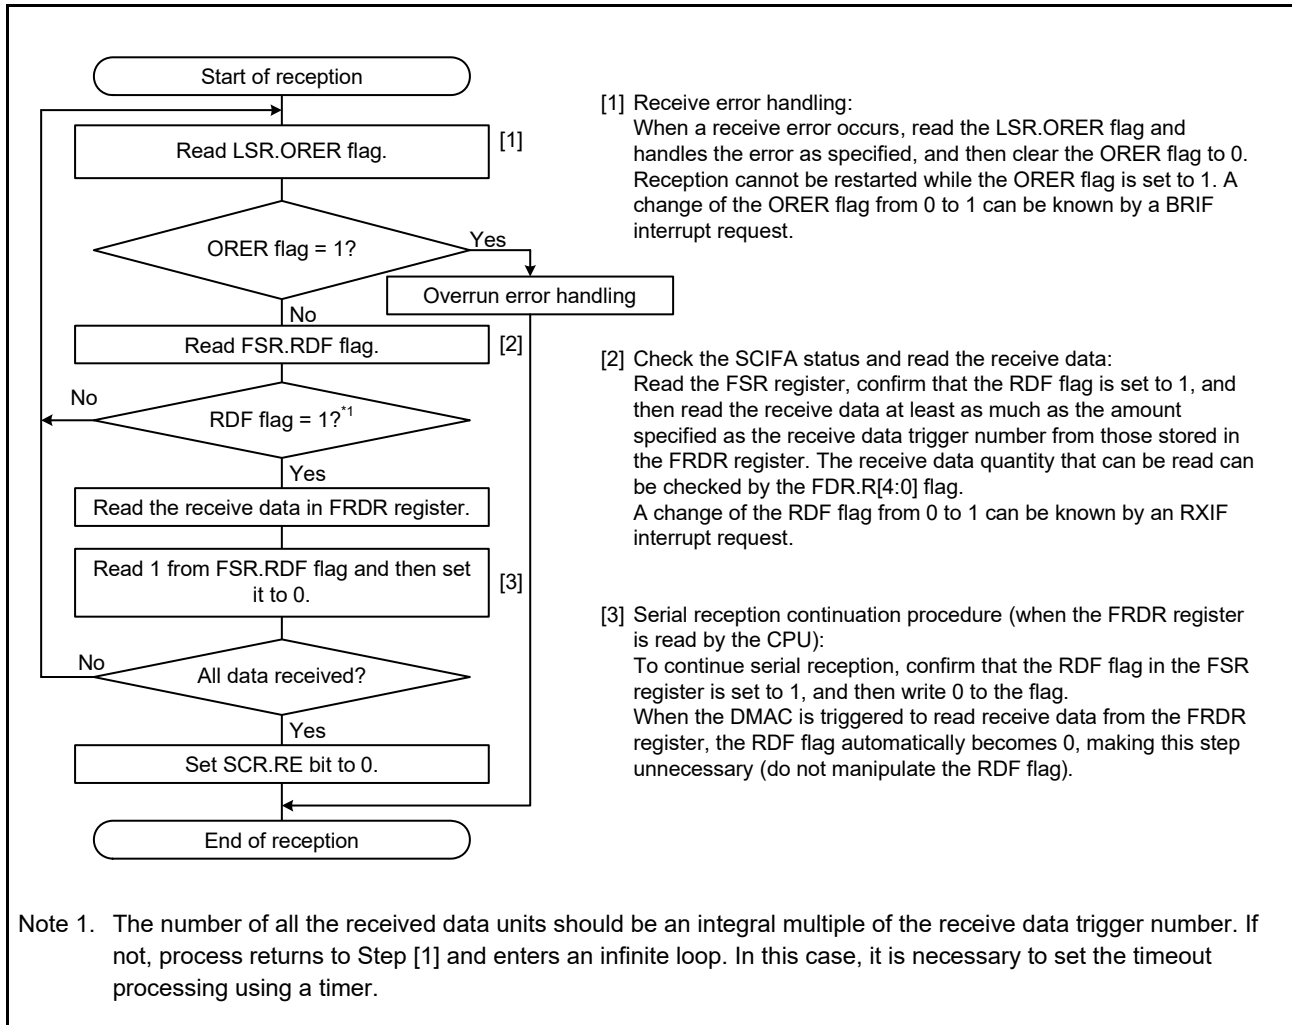 Start of reception
Read LSR.ORER flag.
[1]
ORER flag = 1?
Yes
Overrun error handling
No
Read FSR.RDF flag.
[2]
No
RDF flag = 1?*1
Yes
Read the receive data in FRDR register.
Read 1 from FSR.RDF flag and then set
it to 0.
[3]
No
All data received?
Yes
Set SCR.RE bit to 0.
End of reception
[1] Receive error handling:
When a receive error occurs, read the LSR.ORER flag and
handles the error as specified, and then clear the ORER flag to 0.
Reception cannot be restarted while the ORER flag is set to 1. A
change of the ORER flag from 0 to 1 can be known by a BRIF
interrupt request.
[2] Check the SCIFA status and read the receive data:
Read the FSR register, confirm that the RDF flag is set to 1, and
then read the receive data at least as much as the amount
specified as the receive data trigger number from those stored in
the FRDR register. The receive data quantity that can be read can
be checked by the FDR.R[4:0] flag.
A change of the RDF flag from 0 to 1 can be known by an RXIF
interrupt request.
[3] Serial reception continuation procedure (when the FRDR register
is read by the CPU):
To continue serial reception, confirm that the RDF flag in the FSR
register is set to 1, and then write 0 to the flag.
When the DMAC is triggered to read receive data from the FRDR
register, the RDF flag automatically becomes 0, making this step
unnecessary (do not manipulate the RDF flag).
Note 1. The number of all the received data units should be an integral multiple of the receive data trigger number. If
not, process returns to Step [1] and enters an infinite loop. In this case, it is necessary to set the timeout
processing using a timer.